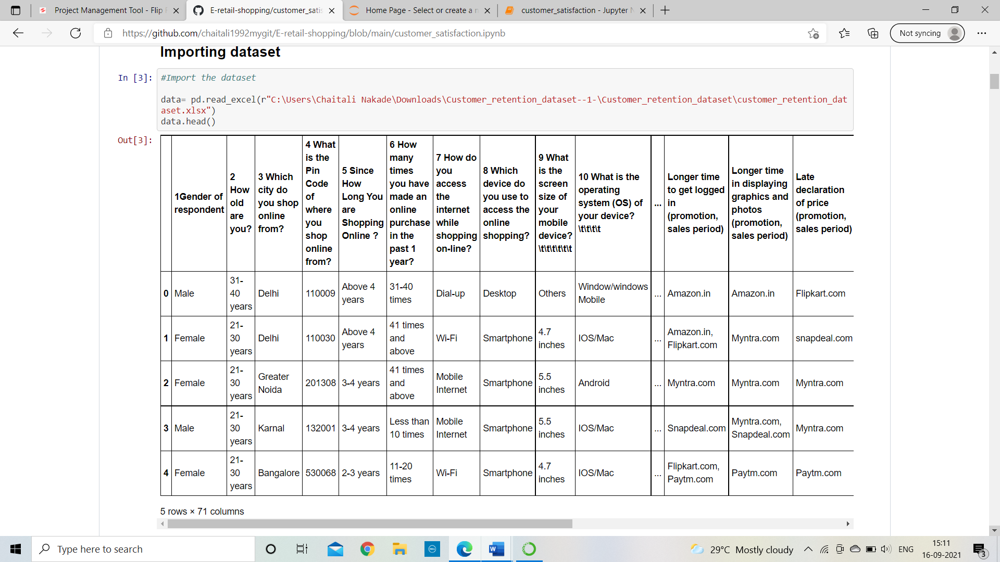 Project Management Tool - Flip
E-retail-shopping/customer_satis
Home Page - Select or create a n
customer_satisfaction - Jupyter N
https://github.com/chaitali1992mygit/E-retail-shopping/blob/main/customer_satisfaction.ipynb
Not syncing
Importing dataset
In [3]:
#Import the dataset
data= pd.read_excel(r"C:\Users\Chaitali Nakade\Downloads\Customer_retention_dataset--1-\Customer_retention_dataset\customer_retention_dat
aset.xlsx")
data.head()
Out[3]:
1Gender of
respondent
2
How
old
are
you?
3 Which
city do
you shop
online
from?
4 What
is the
Pin
Code
of
where
you
shop
online
from?
5 Since
How
Long You
are
Shopping
Online ?
6 How
many
times
you have
made an
online
purchase
in the
past 1
year?
7 How do
you
access
the
internet
while
shopping
on-line?
8 Which
device do
you use to
access the
online
shopping?
9 What
is the
screen
size of
your
mobile
device?
\t\t\t\t\t\t
10 What is the
operating
system (OS) of
your device?
\t\t\t\t
...
Longer time
to get logged
in
(promotion,
sales period)
Longer time
in displaying
graphics and
photos
(promotion,
sales period)
Late
declaration
of price
(promotion,
sales period)
0
Male
31-
40
years
Delhi
110009
Above 4
years
31-40
times
Dial-up
Desktop
Others
Window/windows
Mobile
...
Amazon.in
Amazon.in
Flipkart.com
1
Female
21-
30
years
Delhi
110030
Above 4
years
41 times
and
above
Wi-Fi
Smartphone
4.7
inches
IOS/Mac
...
Amazon.in,
Flipkart.com
Myntra.com
snapdeal.com
2
Female
21-
30
years
Greater
Noida
201308
3-4 years
41 times
and
above
Mobile
Internet
Smartphone
5.5
inches
Android
...
Myntra.com
Myntra.com
Myntra.com
3
Male
21-
30
years
Karnal
132001
3-4 years
Less than
10 times
Mobile
Internet
Smartphone
5.5
inches
IOS/Mac
...
Snapdeal.com
Myntra.com,
Snapdeal.com
Myntra.com
4
Female
21-
30
years
Bangalore
530068
2-3 years
11-20
times
Wi-Fi
Smartphone
4.7
inches
IOS/Mac
...
Flipkart.com,
Paytm.com
Paytm.com
Paytm.com
5 rows × 71 columns
Type here to search
DELL
W
29°C Mostly cloudy
ENG
15:11
16-09-2021
3